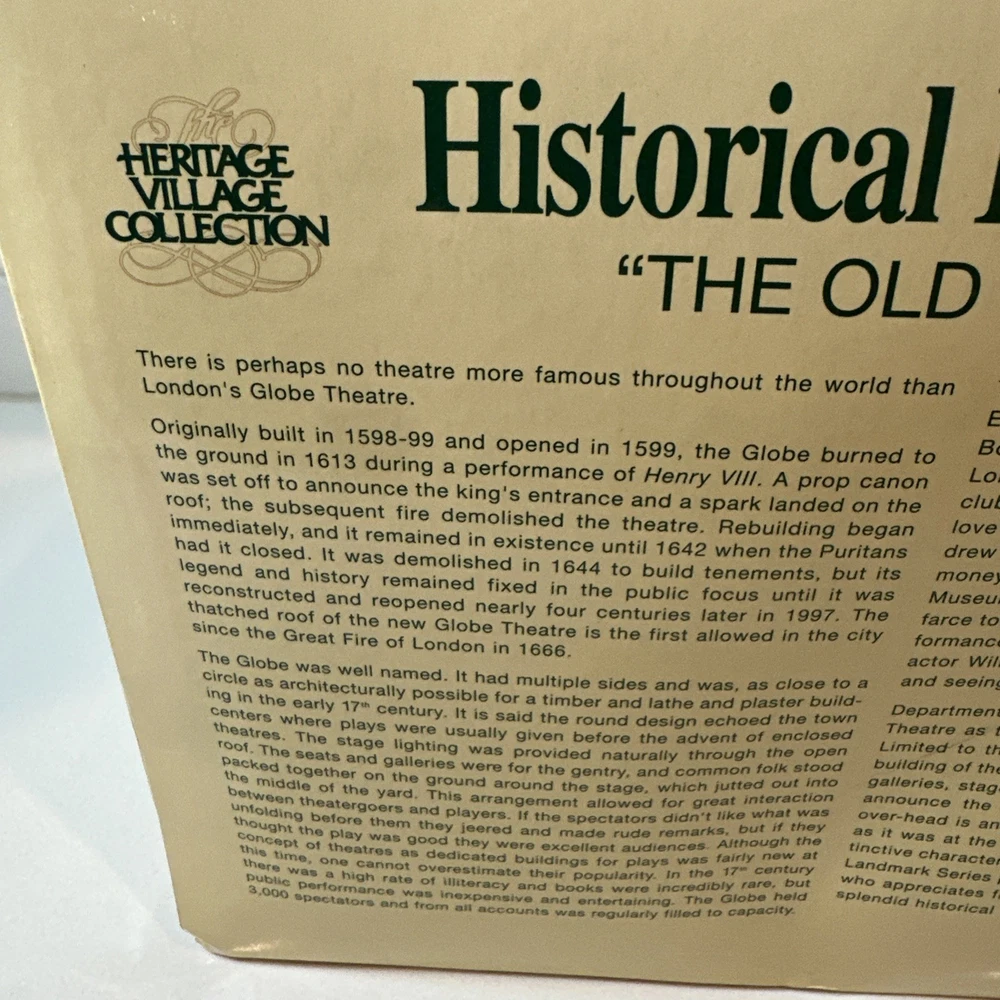 The
HERITAGE
VILLAGE
COLLECTION
Historical
"THE OLD
There is perhaps no theatre more famous throughout the world than
London's Globe Theatre.
Originally built in 1598-99 and opened in 1599, the Globe burned to
the ground in 1613 during a performance of Henry VIII. A prop canon
was set off to announce the king's entrance and a spark landed on the
roof; the subsequent fire demolished the theatre. Rebuilding began
immediately, and it remained in existence until 1642 when the Puritans
had it closed. It was demolished in 1644 to build tenements, but its
legend and history remained fixed in the public focus until it was
reconstructed and reopened nearly four centuries later in 1997. The
thatched roof of the new Globe Theatre is the first allowed in the city
since the Great Fire of London in 1666.
The Globe was well named. It had multiple sides and was, as close to a
circle as architecturally possible for a timber and lathe and plaster build-
ing in the early 17th century. It is said the round design echoed the town
centers where plays were usually given before the advent of enclosed
theatres. The stage lighting was provided naturally through the open
roof. The seats and galleries were for the gentry, and common folk stood
packed together on the ground around the stage, which jutted out into
the middle of the yard. This arrangement allowed for great interaction
between theatergoers and players. If the spectators didn't like what was
unfolding before them they jeered and made rude remarks, but if they
thought the play was good they were excellent audiences. Although the
concept of theatres as dedicated buildings for plays was fairly new at
this time, one cannot overestimate their popularity. In the 17th century
there was a high rate of illiteracy and books were incredibly rare, but
public performance was inexpensive and entertaining. The Globe held
3,000 spectators and from all accounts was regularly filled to capacity.
E
Bo
Lo
club
love
drew
money
Museu
farce to
formance
actor Wil
and seeing
Department
Theatre as t
Limited to th
building of the
galleries, stag
announce the
over-head is an
as it was at the
tinctive character
Landmark Series
who appreciates f
splendid historical